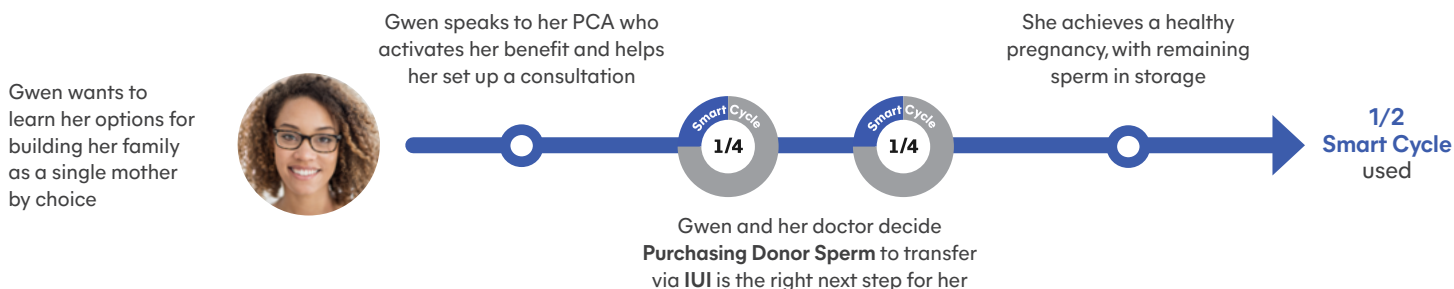 Gwen wants to
learn her options for
building her family
as a single mother
by choice
Gwen speaks to her PCA who
activates her benefit and helps
her set up a consultation
Smart Cycle
1/4
Smart Cycle
1/4
Gwen and her doctor decide
Purchasing Donor Sperm to transfer
via IUI is the right next step for her
She achieves a healthy
pregnancy, with remaining
sperm in storage
1/2
Smart Cycle
used